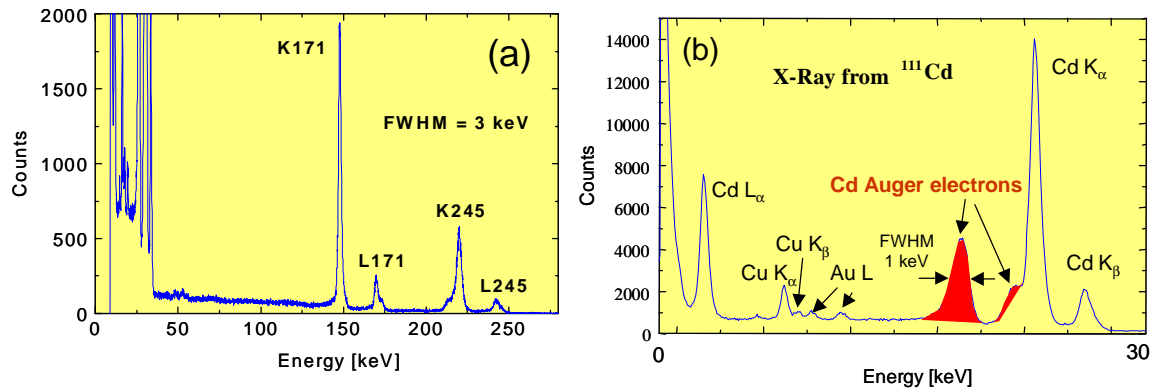 2000
1500
1000
500
0
Counts
0 50 100 150 200 250
Energy [keV]
(a)
K171
FWHM = 3 keV
K245
L171
L245
14000
12000
10000
8000
6000
4000
2000
0
Counts
0 30
Energy [keV]
(b)
X-Ray from ¹¹¹Cd
Cd Kα
Cd Auger electrons
Cd Lα
Cu Kβ
FWHM
1 keV
Cu Kα
Au L
Cd Kβ